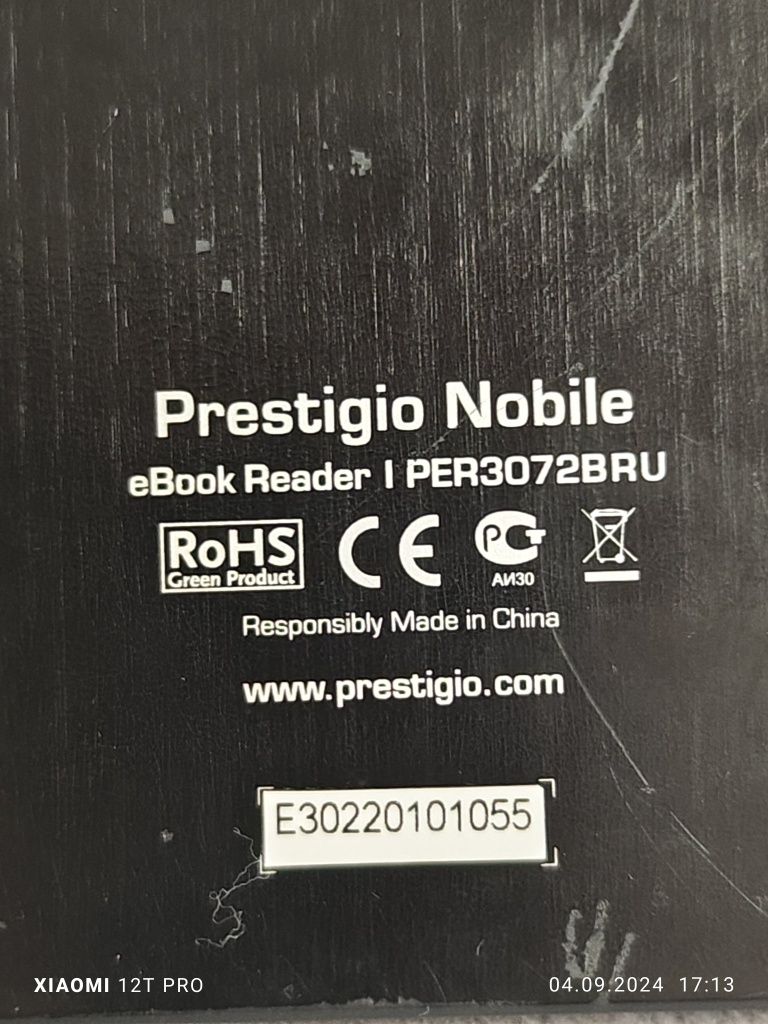 Prestigio Nobile
eBook Reader | PER3072BRU
RoHS
Green Product
CE
РСТ
АИ30
Responsibly Made in China
www.prestigio.com
E30220101055
XIAOMI 12T PRO
04.09.2024 17:13